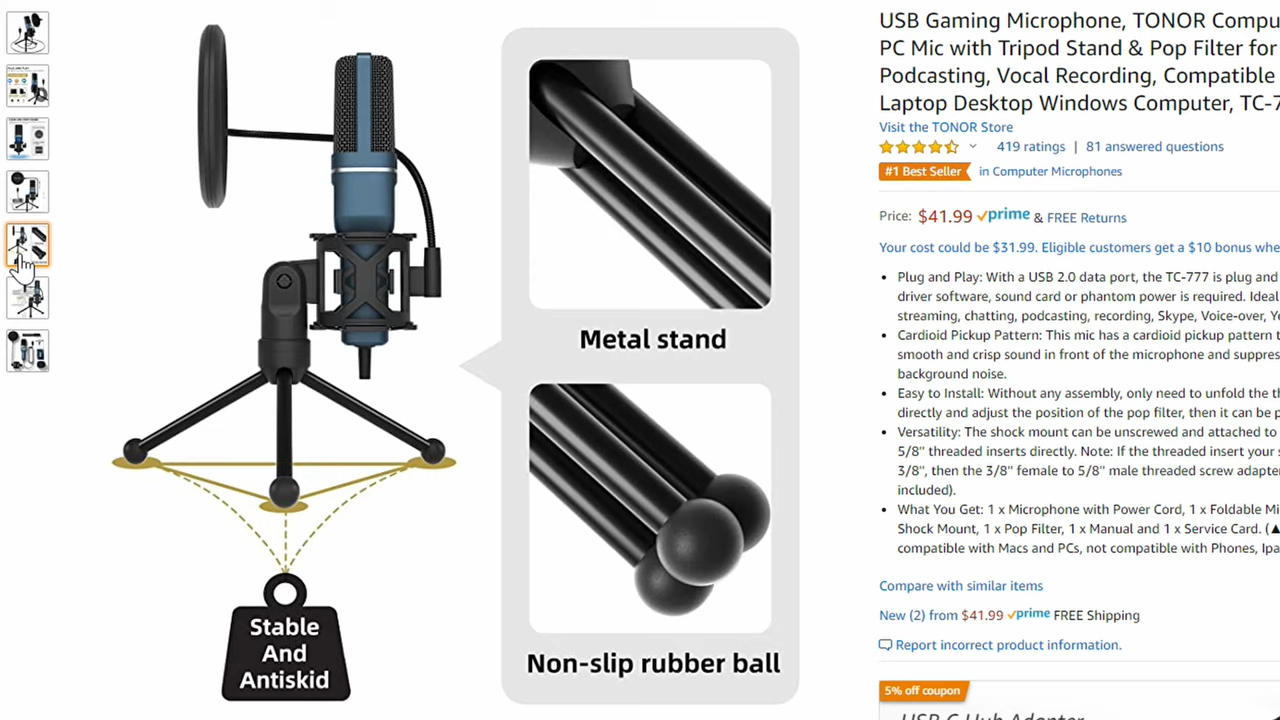 Metal stand
Non-slip rubber ball
Stable
And
Antiskid
USB Gaming Microphone, TONOR
PC Mic with Tripod Stand & Pop Filter for
Podcasting, Vocal Recording, Compatible
Laptop Desktop Windows Computer,
Visit the TONOR Store
419 ratings | 81 answered questions
#1 Best Seller in Computer Microphones
Price: $41.99 prime & FREE Returns
Your cost could be $31.99. Eligible customers get a $10 bonus
Plug and Play: With a USB 2.0 data port, the TC-777 is plug and
driver software, sound card or phantom power is required. Ideal
streaming, chatting, podcasting, recording, Skype, Voice-over,
Cardioid Pickup Pattern: This mic has a cardioid pickup pattern
smooth and crisp sound in front of the microphone and
background noise.
Easy to Install: Without any assembly, only need to unfold the
directly and adjust the position of the pop filter, then it can be
Versatility: The shock mount can be unscrewed and attached to
5/8" threaded inserts directly. Note: If the threaded insert your
3/8", then the 3/8" female to 5/8" male threaded screw
included).
What You Get: 1 x Microphone with Power Cord, 1 x Foldable
Shock Mount, 1 x Pop Filter, 1 x Manual and 1 x Service Card. (▲
compatible with Macs and PCs, not compatible with Phones,
Compare with similar items
New (2) from $41.99 prime FREE Shipping
Report incorrect product information.
5% off coupon
USB C Hub Adapter